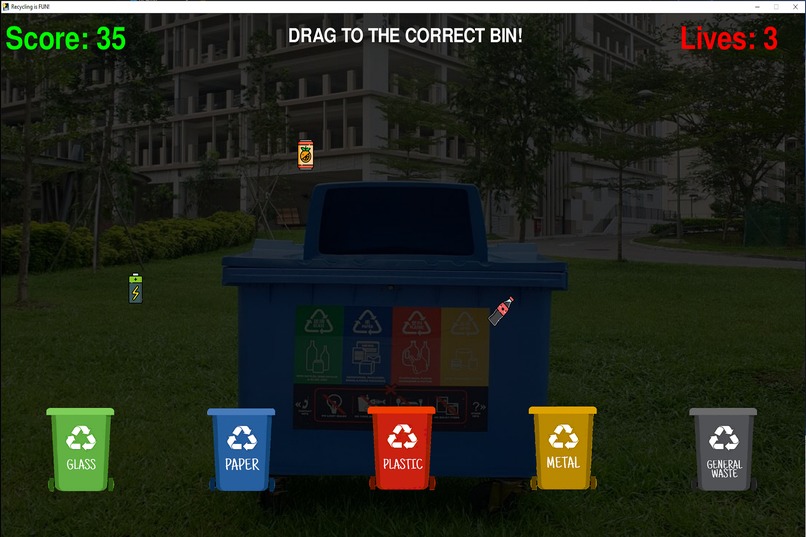 Recycling is FUN!
Score: 35
DRAG TO THE CORRECT BIN!
Lives: 3
GLASS
PAPER
PLASTIC
METAL
GENERAL
WASTE